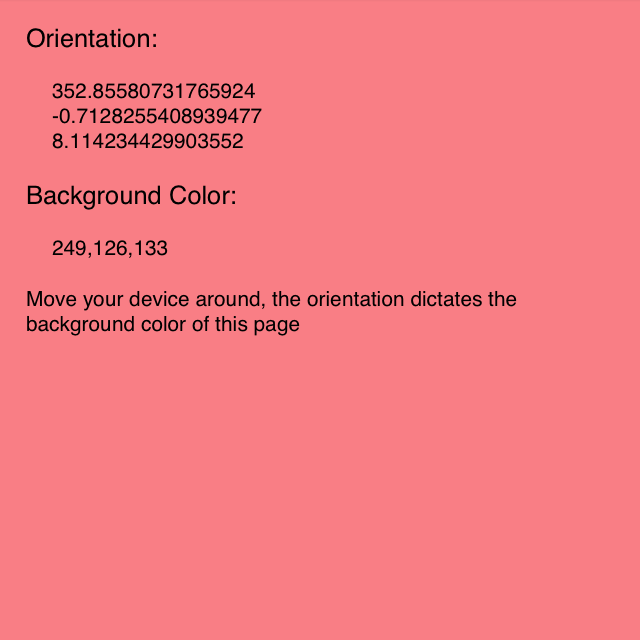 Orientation:
352.85580731765924
-0.7128255408939477
8.114234429903552
Background Color:
249,126,133
Move your device around, the orientation dictates the
background color of this page